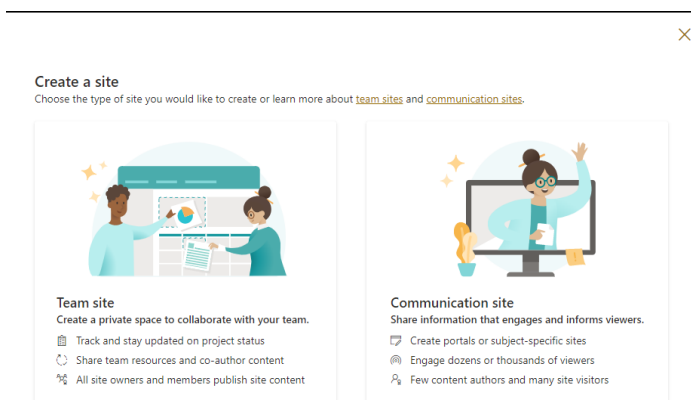 Create a site
Choose the type of site you would like to create or learn more about team sites and communication sites.
Team site
Create a private space to collaborate with your team.
Track and stay updated on project status
Share team resources and co-author content
All site owners and members publish site content
Communication site
Share information that engages and informs viewers.
Create portals or subject-specific sites
Engage dozens or thousands of viewers
Few content authors and many site visitors